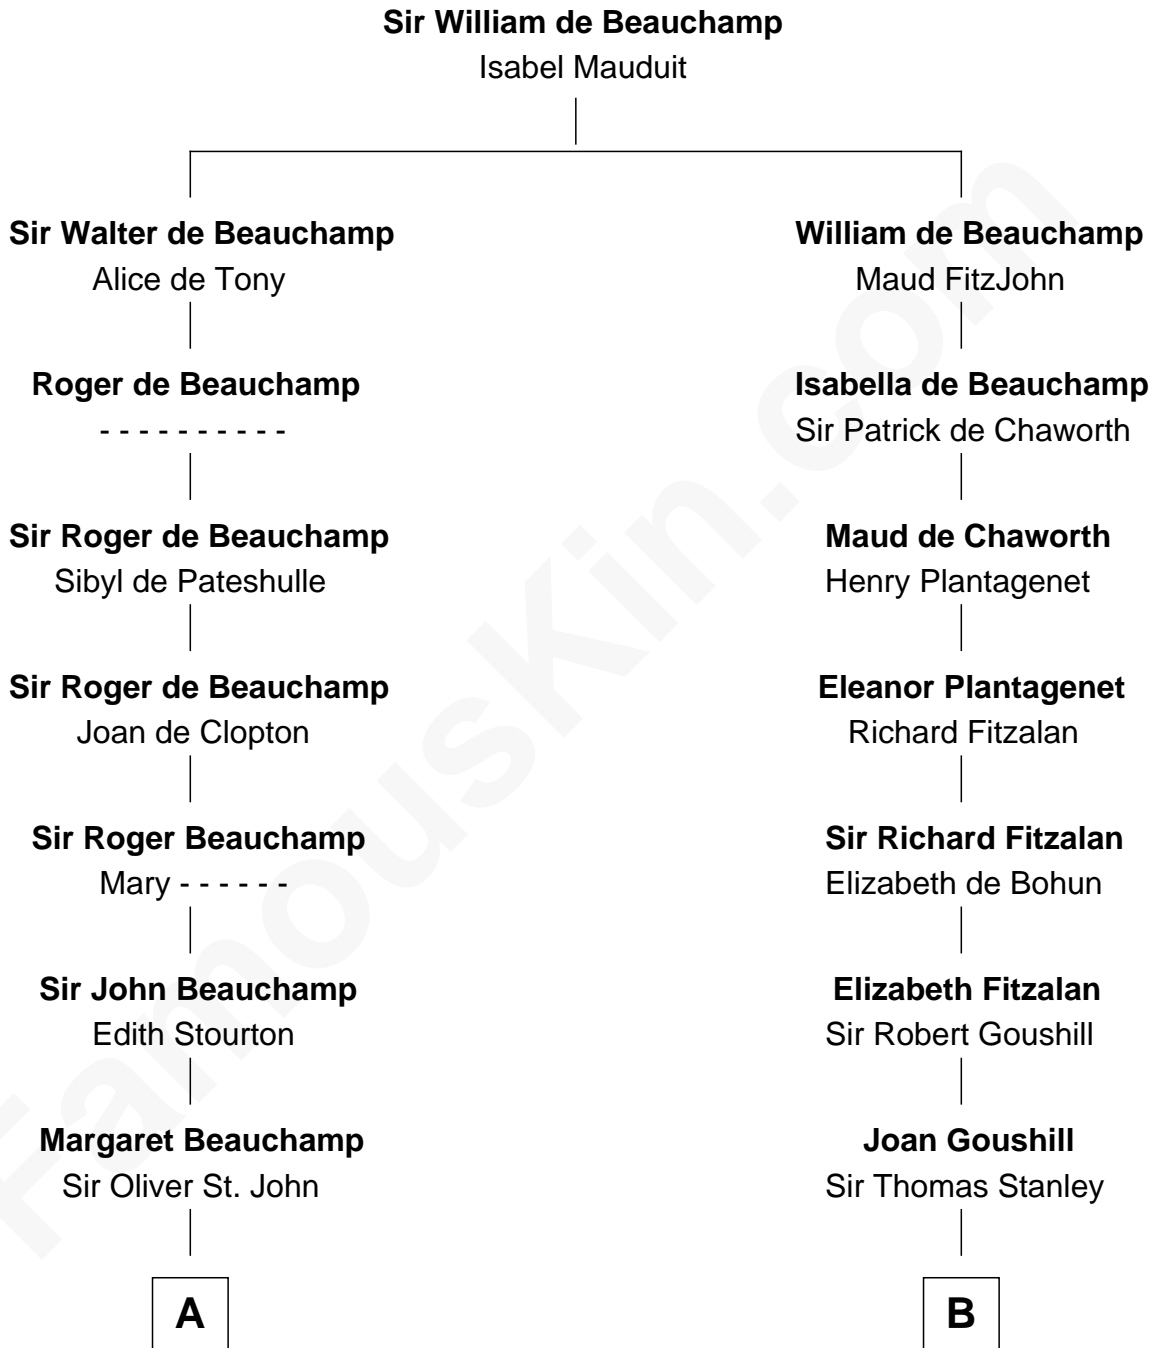 Sir William de Beauchamp
Isabel Mauduit
Sir Walter de Beauchamp
Alice de Tony
William de Beauchamp
Maud FitzJohn
Roger de Beauchamp
- - - - - - - - - -
Isabella de Beauchamp
Sir Patrick de Chaworth
Sir Roger de Beauchamp
Sibyl de Pateshulle
Maud de Chaworth
Henry Plantagenet
Sir Roger de Beauchamp
Joan de Clopton
Eleanor Plantagenet
Richard Fitzalan
Sir Roger Beauchamp
Mary - - - - - -
Sir Richard Fitzalan
Elizabeth de Bohun
Sir John Beauchamp
Edith Stourton
Elizabeth Fitzalan
Sir Robert Goushill
Margaret Beauchamp
Sir Oliver St. John
Joan Goushill
Sir Thomas Stanley
A
B
FamousKin.com